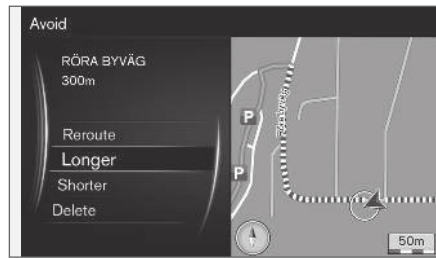 Avoid
RÖRA BYVÄG
300m
Reroute
Longer
Shorter
Delete
P
P
50m